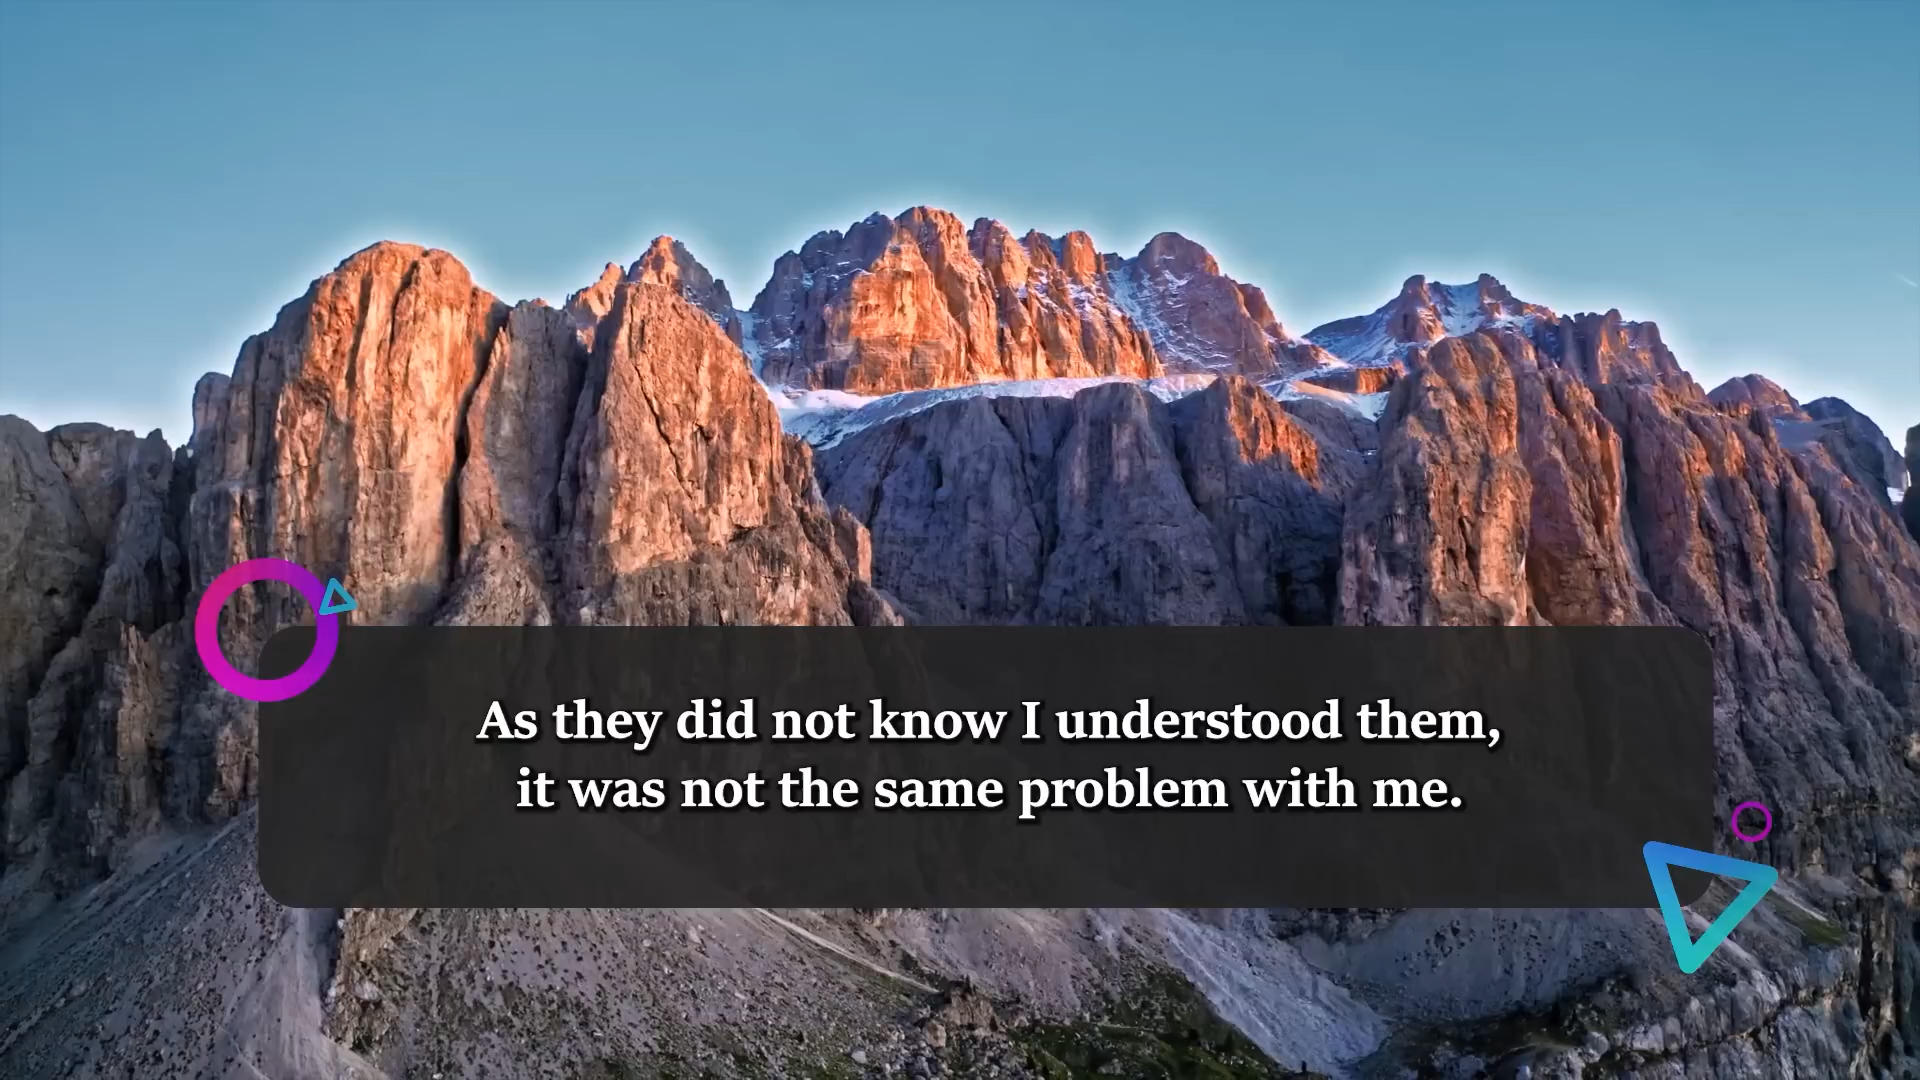 As they did not know I understood them,
it was not the same problem with me.